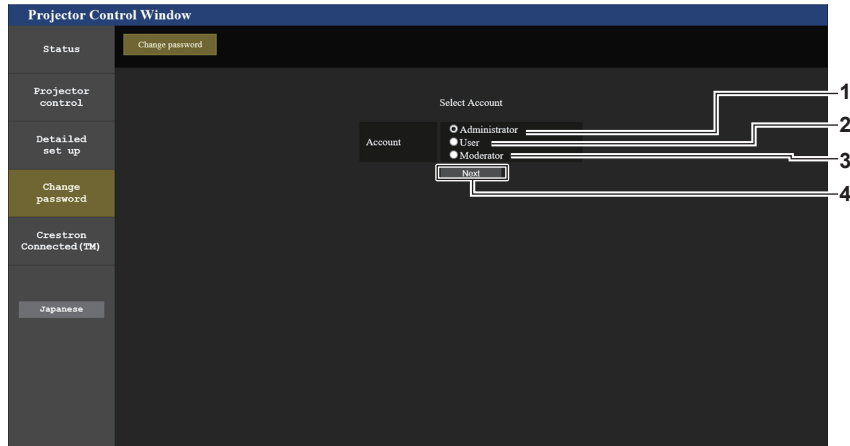 Projector Control Window
Status
Change password
Projector
control
Detailed
set up
Change
password
Crestron
Connected(TM)
Japanese
Select Account
Account
Administrator
User
Moderator
Next
1
2
3
4